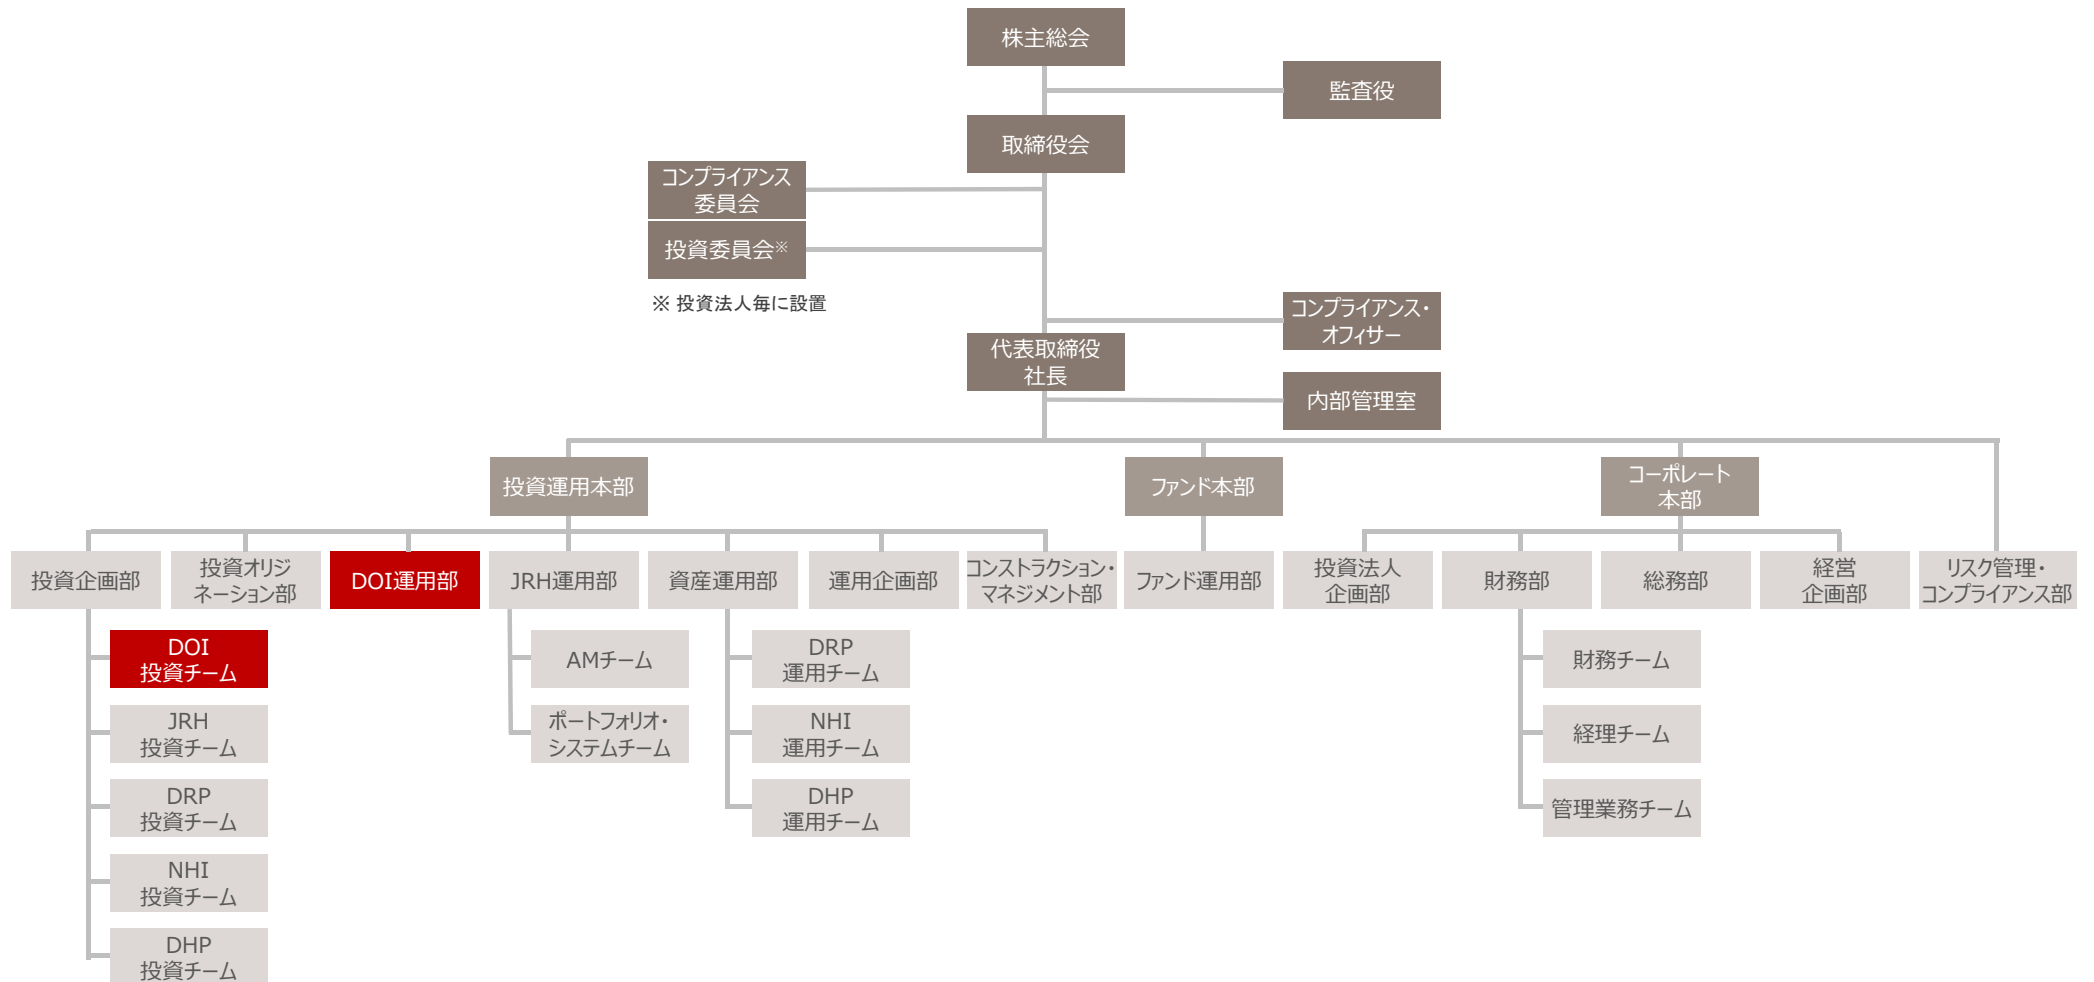 株主総会
監査役
取締役会
コンプライアンス
委員会
投資委員会※
※ 投資法人毎に設置
コンプライアンス・
オフィサー
代表取締役
社長
内部管理室
投資運用本部
ファンド本部
コーポレート
本部
投資企画部
投資オリジ
ネーション部
DOI運用部
JRH運用部
資産運用部
運用企画部
コンストラクション・
マネジメント部
ファンド運用部
投資法人
企画部
財務部
総務部
経営
企画部
リスク管理・
コンプライアンス部
DOI
投資チーム
JRH
投資チーム
DRP
投資チーム
NHI
投資チーム
DHP
投資チーム
AMチーム
ポートフォリオ・
システムチーム
DRP
運用チーム
NHI
運用チーム
DHP
運用チーム
財務チーム
経理チーム
管理業務チーム